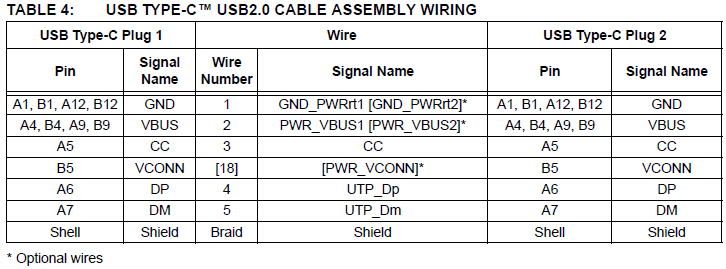 TABLE 4: USB TYPE-C™ USB2.0 CABLE ASSEMBLY WIRING
USB Type-C Plug 1 Wire USB Type-C Plug 2
Pin Signal Name Wire Number Signal Name Pin Signal Name
A1, B1, A12, B12 GND 1 GND_PWRrt1 [GND_PWRrt2]* A1, B1, A12, B12 GND
A4, B4, A9, B9 VBUS 2 PWR_VBUS1 [PWR_VBUS2]* A4, B4, A9, B9 VBUS
A5 CC 3 CC A5 CC
B5 VCONN [18] [PWR_VCONN]* B5 VCONN
A6 DP 4 UTP_Dp A6 DP
A7 DM 5 UTP_Dm A7 DM
Shell Shield Braid Shield Shell Shield
* Optional wires